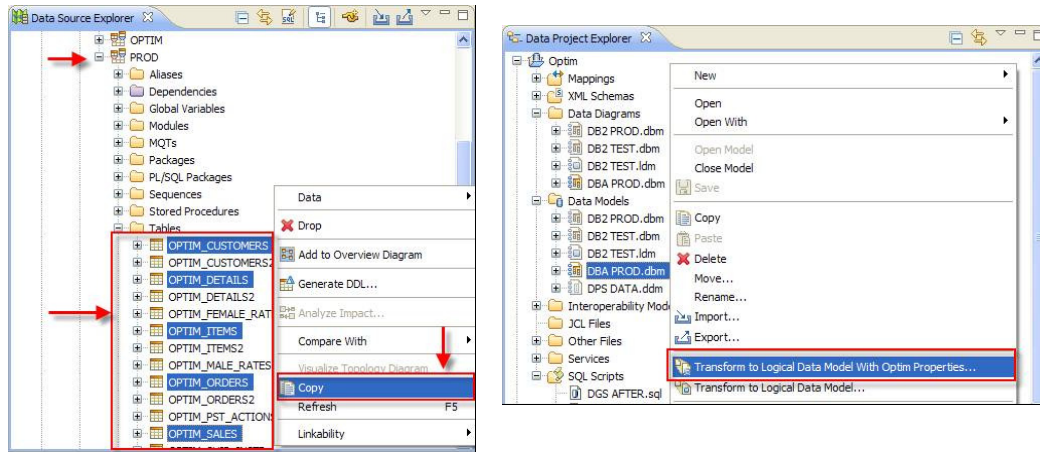 Data Source Explorer
OPTIM
PROD
Aliases
Dependencies
Global Variables
Modules
MQTs
Packages
PL/SQL Packages
Sequences
Stored Procedures
Tables
OPTIM_CUSTOMERS
OPTIM_CUSTOMERS2
OPTIM_DETAILS
OPTIM_DETAILS2
OPTIM_FEMALE_RAT
OPTIM_ITEMS
OPTIM_ITEMS2
OPTIM_MALE_RATES
OPTIM_ORDERS
OPTIM_ORDERS2
OPTIM_PST_ACTION
OPTIM_SALES
Data
Drop
Add to Overview Diagram
Generate DDL...
Analyze Impact...
Compare With
Visualize Topology Diagram
Copy
Refresh F5
Linkability
Data Project Explorer
Optim
Mappings
XML Schemas
Data Diagrams
DB2 PROD.dbm
DB2 TEST.dbm
DB2 TEST.ldm
DBA PROD.dbm
Data Models
DB2 PROD.dbm
DB2 TEST.dbm
DB2 TEST.ldm
DBA PROD.dbm
DPS DATA.ddm
Interoperability Mod
JCL Files
Other Files
Services
SQL Scripts
DGS AFTER.sql
New
Open
Open With
Open Model
Close Model
Save
Copy
Paste
Delete
Move...
Rename...
Import...
Export...
Transform to Logical Data Model With Optim Properties...
Transform to Logical Data Model...